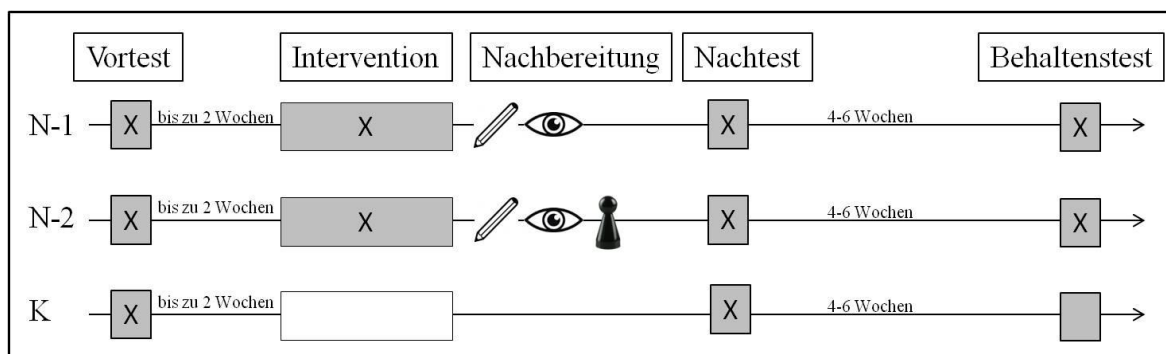 Vortest Intervention Nachbereitung Nachtest Behaltenstest
N-1 X bis zu 2 Wochen X X 4-6 Wochen X
N-2 X bis zu 2 Wochen X X 4-6 Wochen X
K X bis zu 2 Wochen X 4-6 Wochen